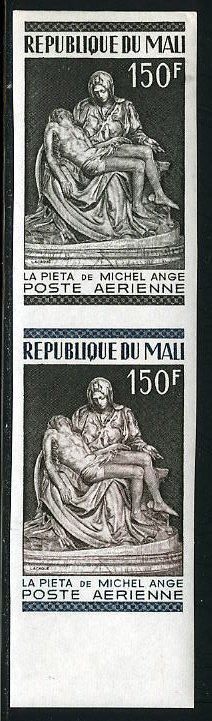 REPUBLIQUE DU MALI
150F
LA PIETA DE MICHEL ANGE
POSTE AERIENNE
REPUBLIQUE DU MALI
150F
LACAQUE
LA PIETA DE MICHEL ANGE
POSTE AERIENNE